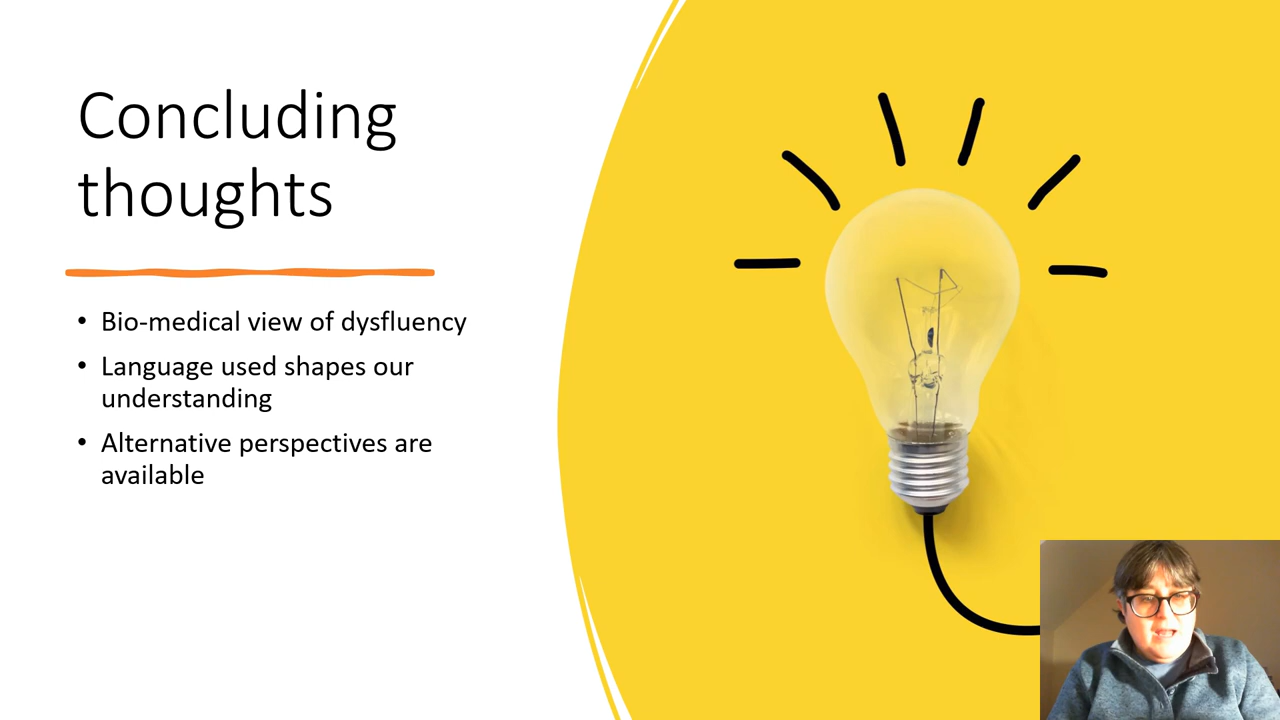 Concluding
thoughts
• Bio-medical view of dysfluency
• Language used shapes our
understanding
• Alternative perspectives are
available